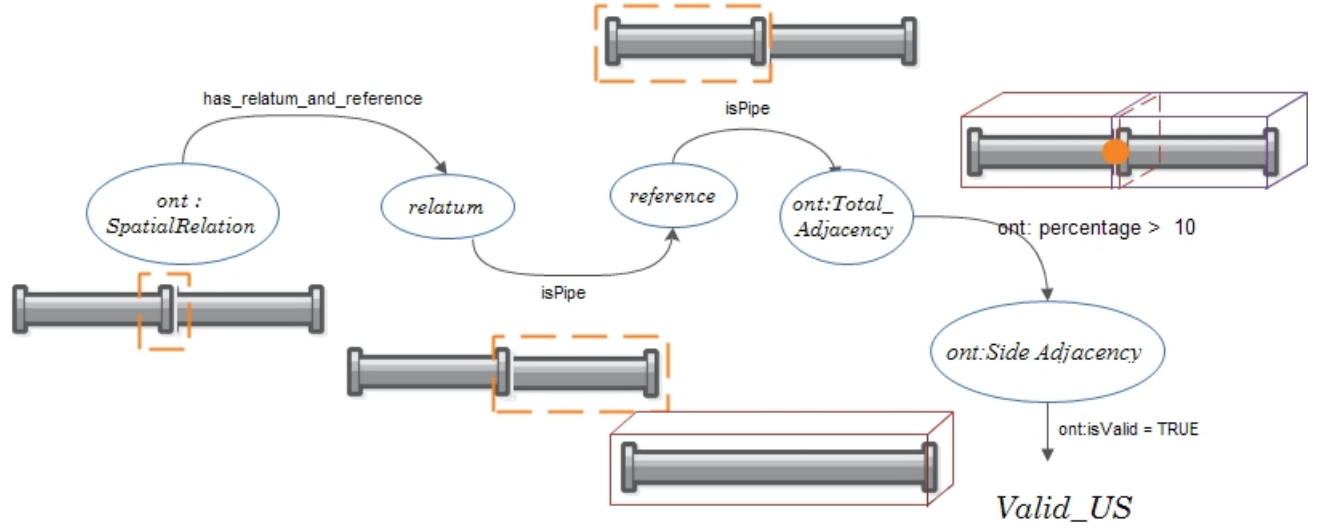 has_relatum_and_reference
isPipe
ont :
SpatialRelation
relatum
reference
ont:Total_
Adjacency
ont: percentage > 10
isPipe
ont:Side Adjacency
ont:isValid = TRUE
Valid_US